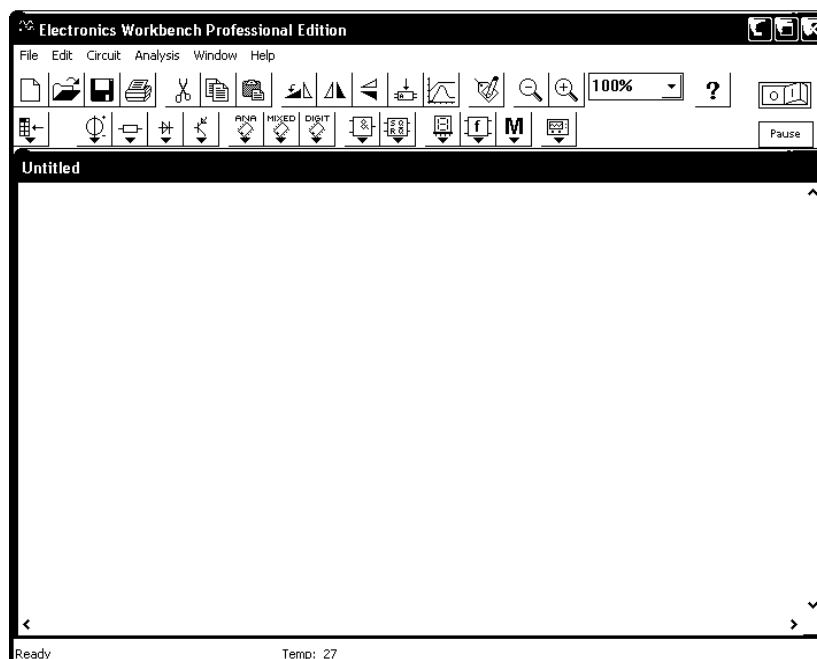 Electronics Workbench Professional Edition
File Edit Circuit Analysis Window Help
100% ?
ANA MIXED DIGIT & f M Pause
Untitled
Ready Temp: 27